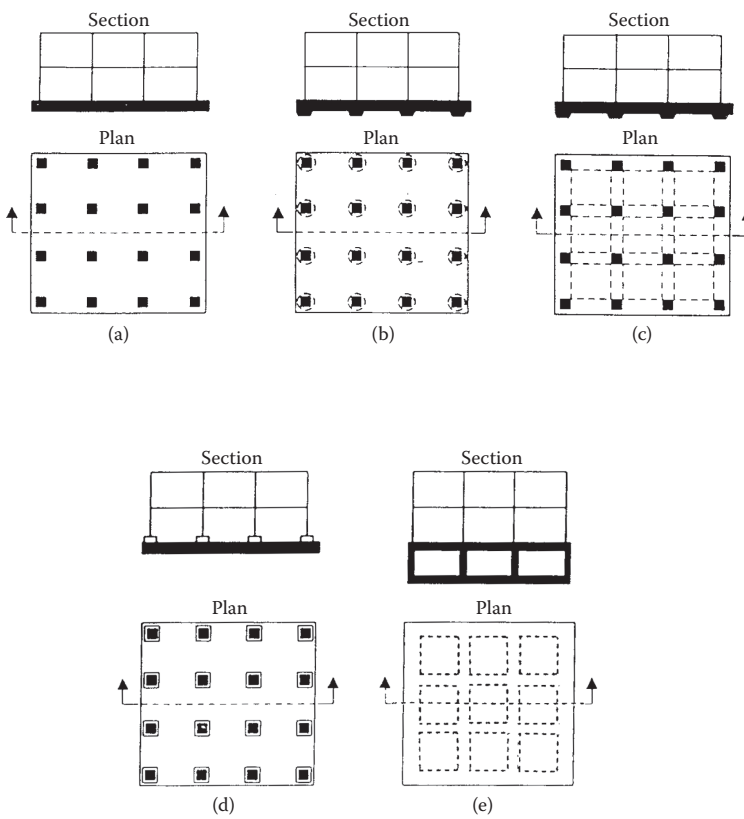 Section Section Section
Plan Plan Plan
(a) (b) (c)
Section Section
Plan Plan
(d) (e)